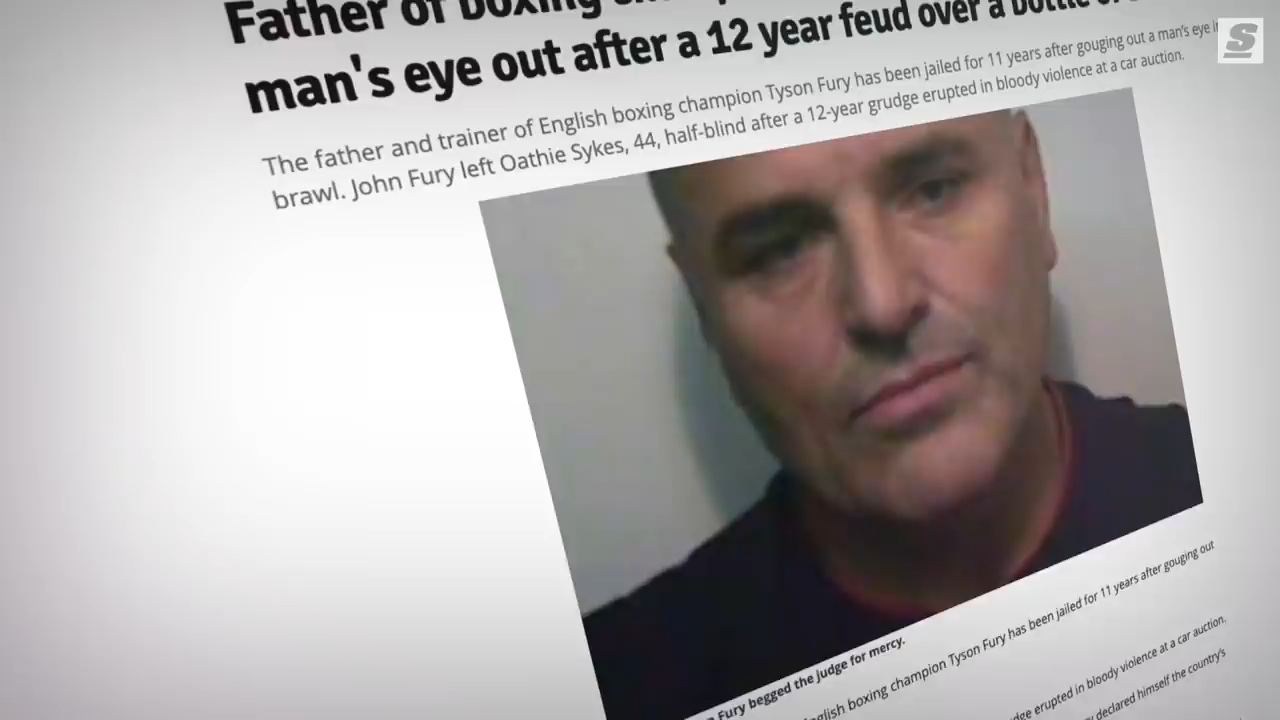 Father of boxing
man's eye out after a 12 year feud over a bottle
The father and trainer of English boxing champion Tyson Fury has been jailed for 11 years after gouging out a man's eye in
brawl. John Fury left Oathie Sykes, 44, half-blind after a 12-year grudge erupted in bloody violence at a car auction.
Fury begged the judge for mercy.
boxing champion Tyson Fury has been jailed for 11 years after gouging out
erupted in bloody violence at a car auction.
declared himself the country's
S